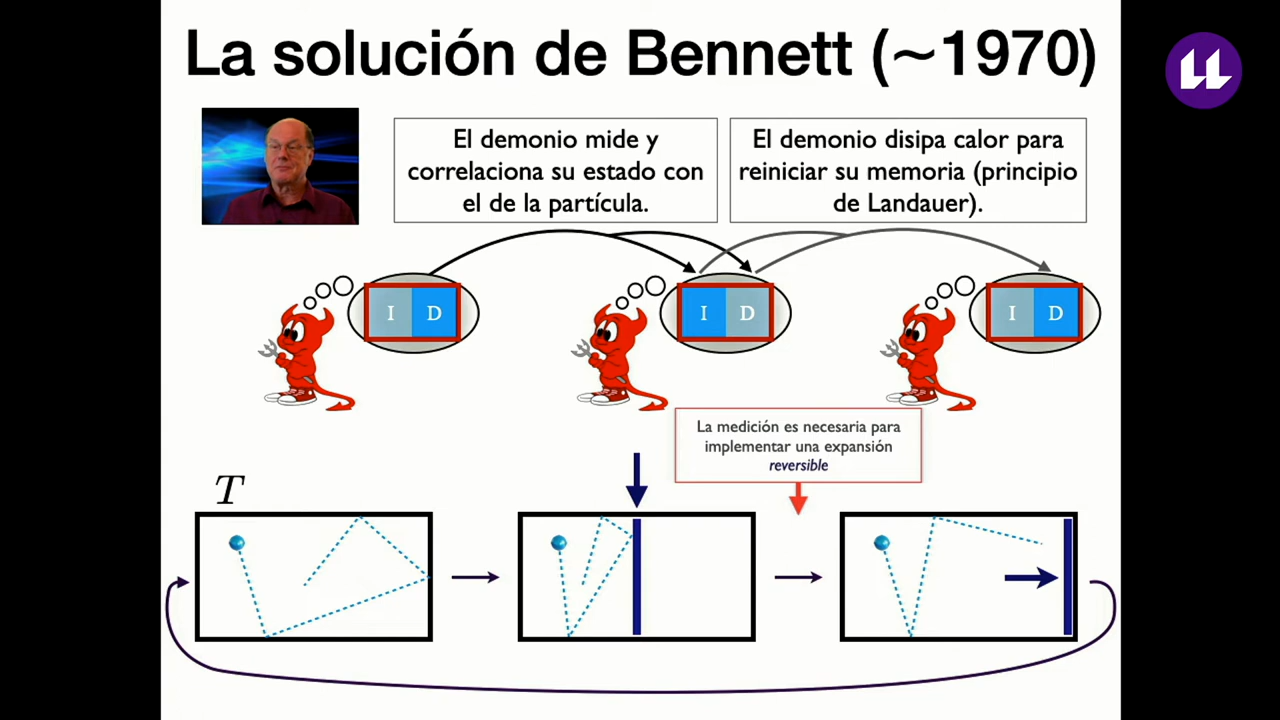 La solución de Bennett (~1970)
El demonio mide y
correlaciona su estado con
el de la partícula.
El demonio disipa calor para
reiniciar su memoria (principio
de Landauer).
I D
I D
I D
La medición es necesaria para
implementar una expansión
reversible
T